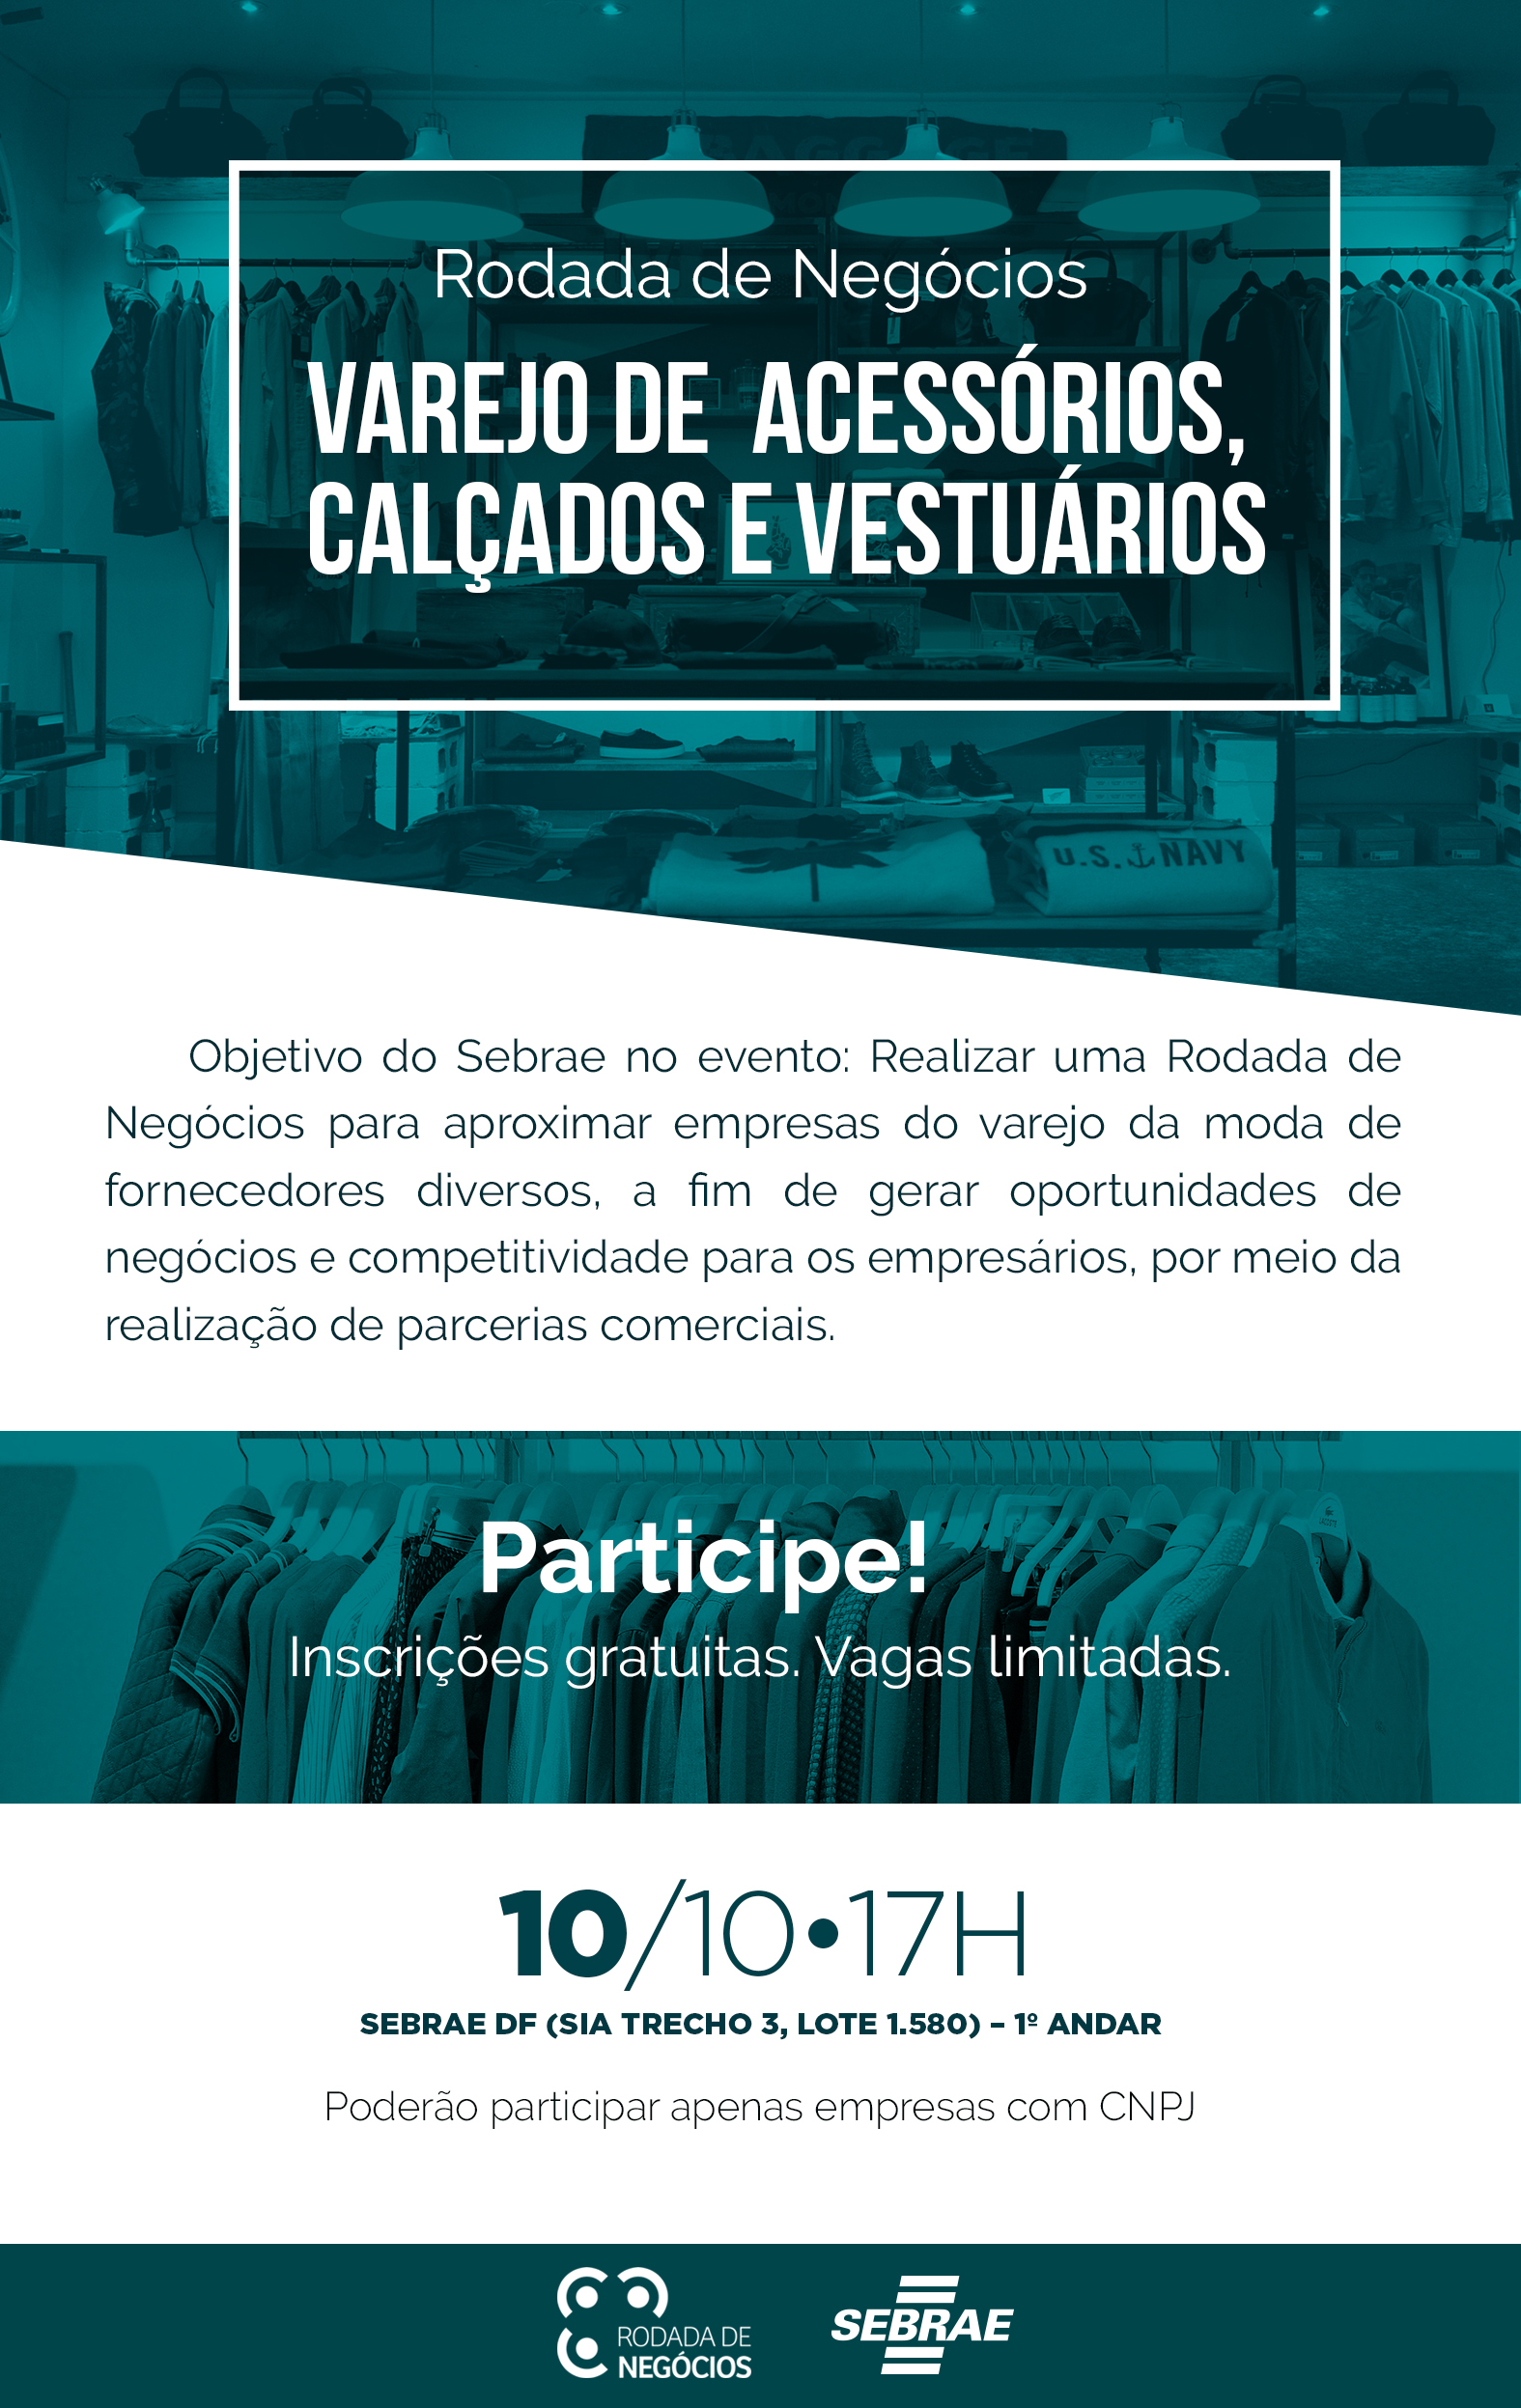 Rodada de Negócios
VAREJO DE ACESSÓRIOS,
CALÇADOS E VESTUÁRIOS
U.S. NAVY
Objetivo do Sebrae no evento: Realizar uma Rodada de
Negócios para aproximar empresas do varejo da moda de
fornecedores diversos, a fim de gerar oportunidades de
negócios e competitividade para os empresários, por meio da
realização de parcerias comerciais.
Participe!
Inscrições gratuitas. Vagas limitadas.
10/10•17H
SEBRAE DF (SIA TRECHO 3, LOTE 1.580) – 1º ANDAR
Poderão participar apenas empresas com CNPJ
RODADA DE
NEGÓCIOS
SEBRAE